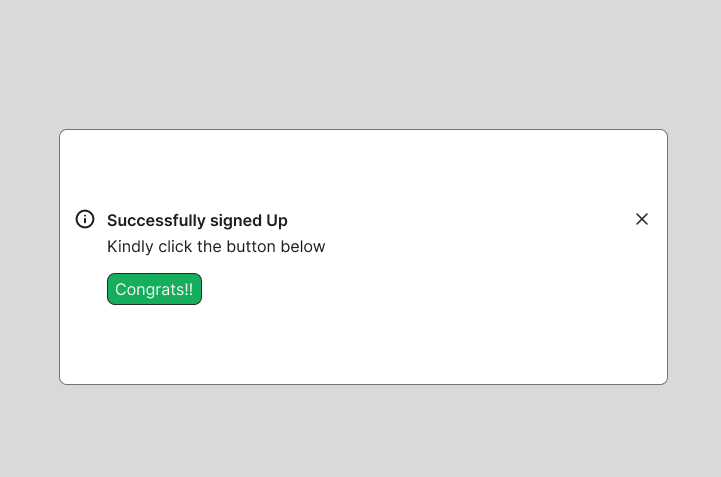 Successfully signed Up
Kindly click the button below
Congrats!!